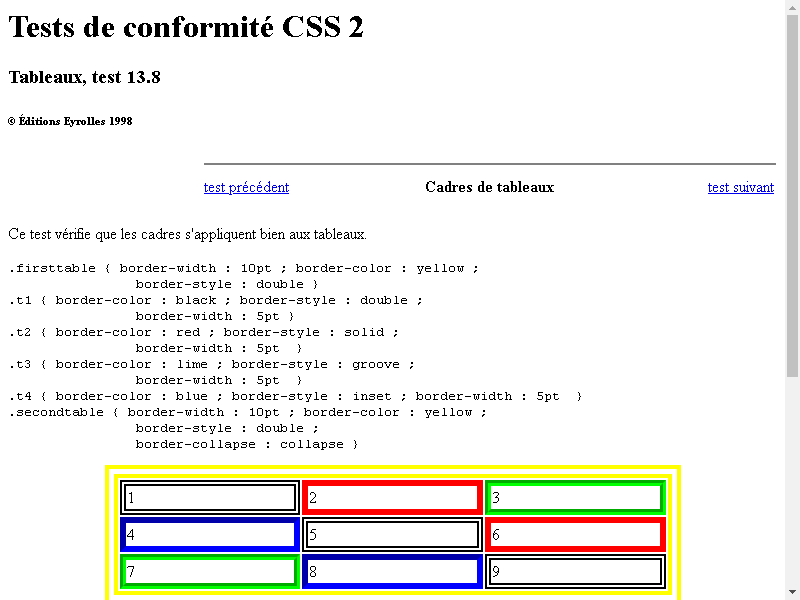 Tests de conformité CSS 2
Tableaux, test 13.8
© Éditions Eyrolles 1998
test précédent Cadres de tableaux test suivant
Ce test vérifie que les cadres s'appliquent bien aux tableaux.
.firsttable { border-width : 10pt ; border-color : yellow ;
border-style : double }
.t1 { border-color : black ; border-style : double ;
border-width : 5pt }
.t2 { border-color : red ; border-style : solid ;
border-width : 5pt  }
.t3 { border-color : lime ; border-style : groove ;
border-width : 5pt  }
.t4 { border-color : blue ; border-style : inset ; border-width : 5pt  }
.secondtable { border-width : 10pt ; border-color : yellow ;
border-style : double ;
border-collapse : collapse }
1 2 3
4 5 6
7 8 9